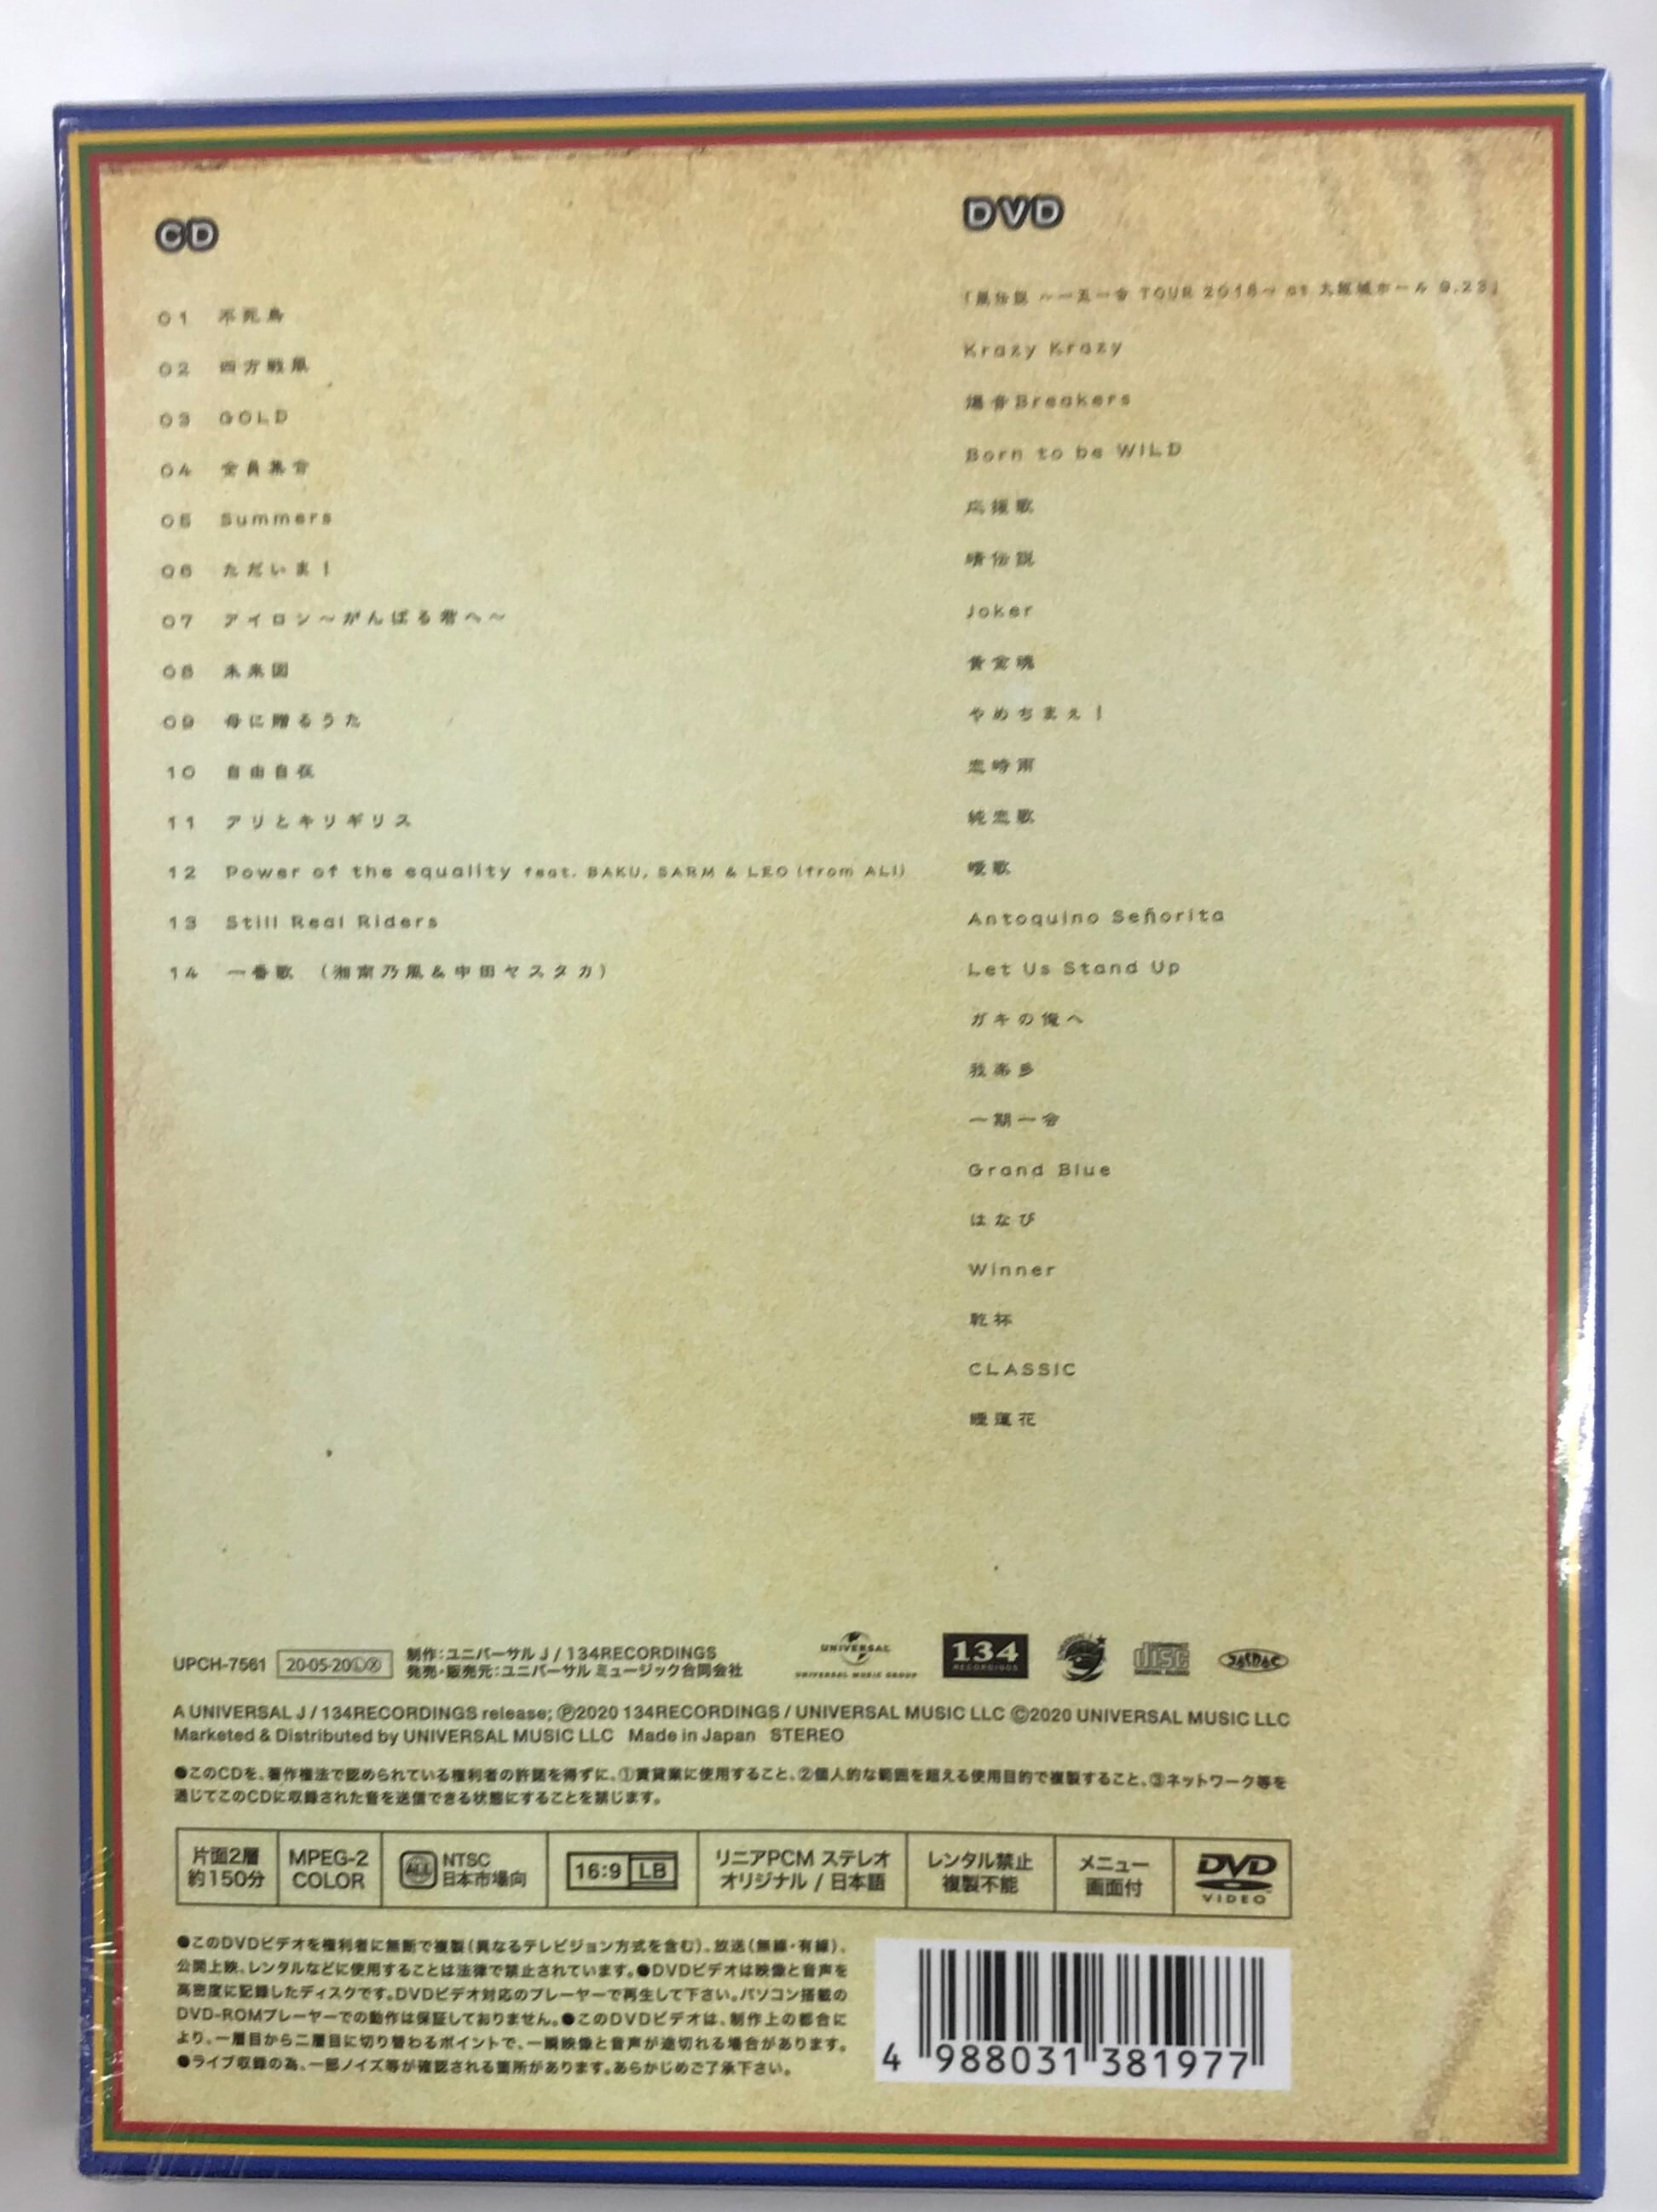 CD
01 不死鳥
02 四方戦風
03 GOLD
04 全員集合
05 Summers
06 ただいま！
07 アイロン～がんばる君へ～
08 未来図
09 母に贈るうた
10 自由自在
11 アリとキリギリス
12 Power of the equality feat. BAKU, SARM & LEO (from ALI)
13 Still Real Riders
14 一番歌 （湘南乃風&中田ヤスタカ）
DVD
「風伝説 ～一五一会 TOUR 2018～ at 大阪城ホール 9.23」
Krazy Krazy
爆音Breakers
Born to be WILD
応援歌
晴伝説
Joker
黄金魂
やめちまえ！
恋時雨
純恋歌
曖歌
Antoquino Señorita
Let Us Stand Up
ガキの俺へ
我楽多
一期一会
Grand Blue
はなび
Winner
乾杯
CLASSIC
睡蓮花
UPCH-7561 20-05-20ⓁⓍ 制作:ユニバーサル J / 134RECORDINGS
発売・販売元:ユニバーサル ミュージック合同会社
UNIVERSAL
UNIVERSAL MUSIC GROUP
134
RECORDINGS
disc
JASRAC
A UNIVERSAL J / 134RECORDINGS release; Ⓟ2020 134RECORDINGS / UNIVERSAL MUSIC LLC ©2020 UNIVERSAL MUSIC LLC
Marketed & Distributed by UNIVERSAL MUSIC LLC Made in Japan STEREO
●このCDを、著作権法で認められている権利者の許諾を得ずに、①賃貸業に使用すること、②個人的な範囲を超える使用目的で複製すること、③ネットワーク等を
通じてこのCDに収録された音を送信できる状態にすることを禁じます。
片面2層 MPEG-2 ALL NTSC 16:9 LB リニアPCM ステレオ レンタル禁止 メニュー DVD
約150分 COLOR 日本市場向 オリジナル / 日本語 複製不能 画面付 VIDEO
●このDVDビデオを権利者に無断で複製(異なるテレビジョン方式を含む)、放送(無線・有線)、
公開上映、レンタルなどに使用することは法律で禁止されています。●DVDビデオは映像と音声を
高密度に記録したディスクです。DVDビデオ対応のプレーヤーで再生して下さい。パソコン搭載の
DVD-ROMプレーヤーでの動作は保証しておりません。●このDVDビデオは、制作上の都合に
より、一層目から二層目に切り替わるポイントで、一瞬映像と音声が途切れる場合があります。
●ライブ収録の為、一部ノイズ等が確認される箇所があります。あらかじめご了承下さい。
4 988031 381977